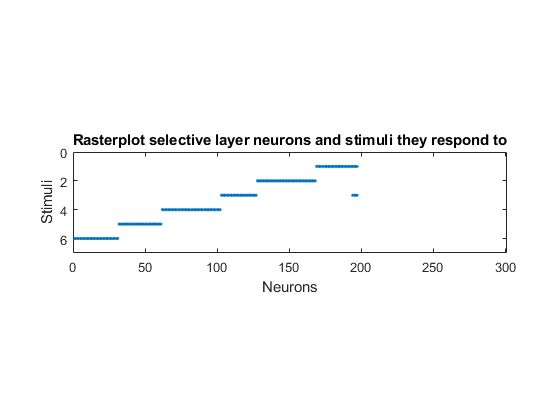 Rasterplot selective layer neurons and stimuli they respond to
0
2
4
6
Stimuli
0 50 100 150 200 250 300
Neurons